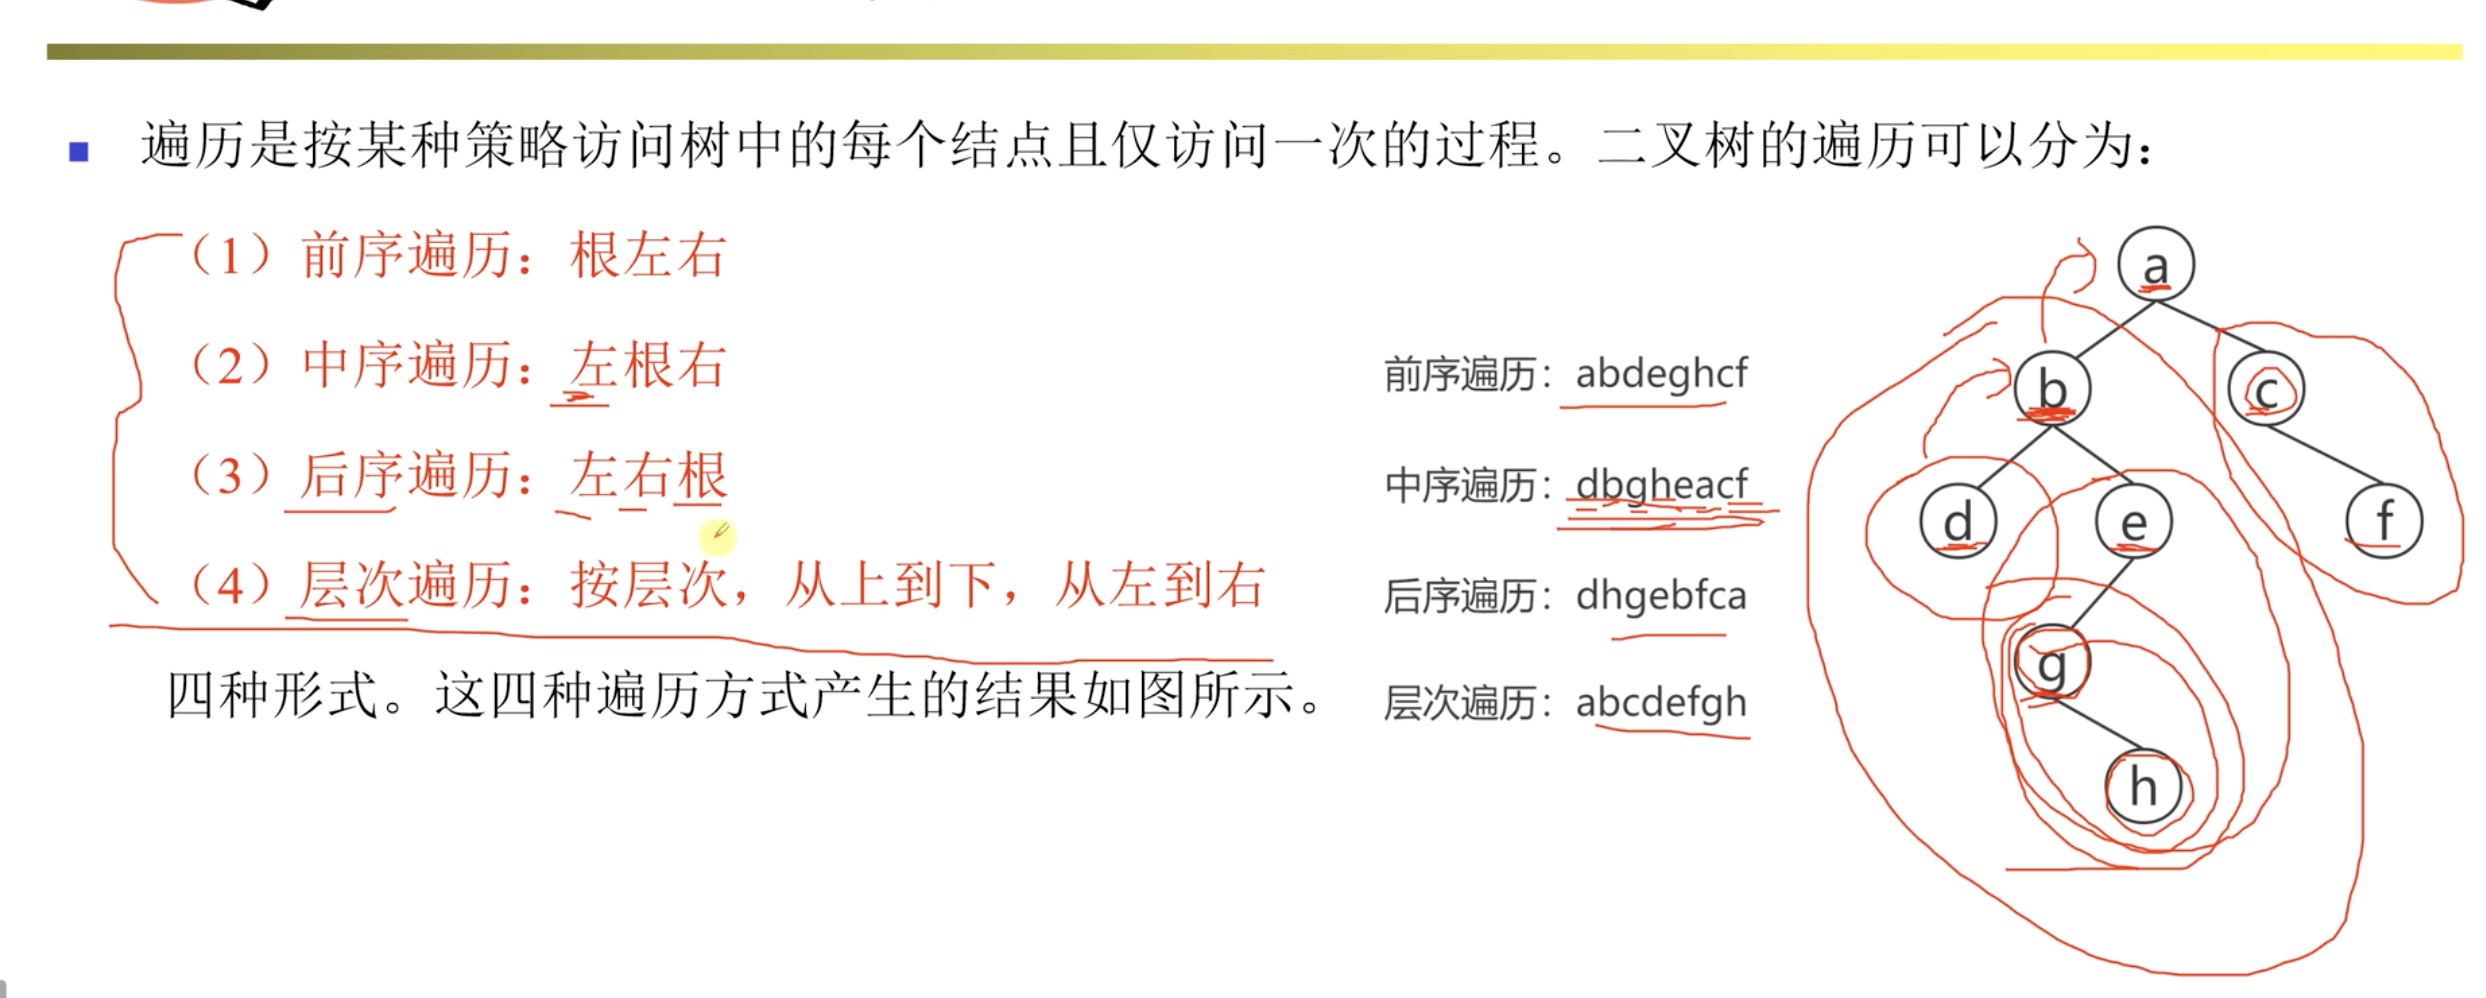 遍历是按某种策略访问树中的每个结点且仅访问一次的过程。二叉树的遍历可以分为：
（1）前序遍历：根左右
（2）中序遍历：左根右
（3）后序遍历：左右根
（4）层次遍历：按层次，从上到下，从左到右
四种形式。这四种遍历方式产生的结果如图所示。
前序遍历：abdeghcf
中序遍历：dbgheacf
后序遍历：dhgebfca
层次遍历：abcdefgh
a
b c
d e f
g
h